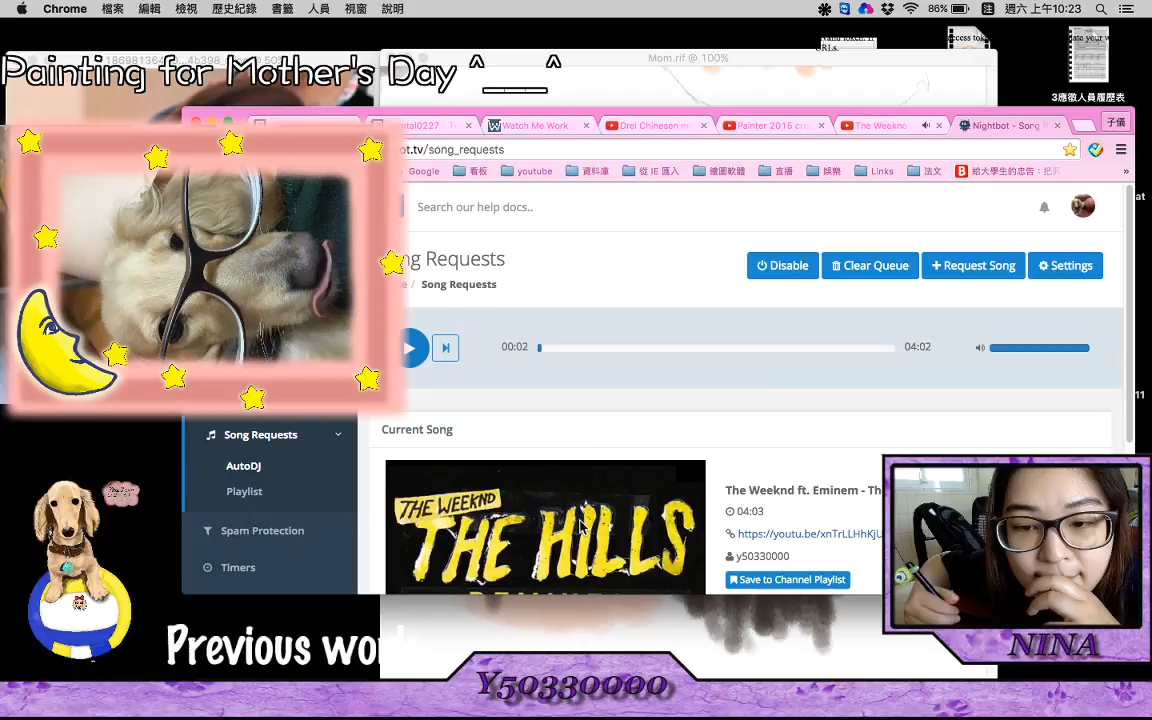 Chrome 檔案 編輯 檢視 歷史紀錄 書籤 人員 視窗 說明
86% 週六 上午10:23
URLs.
Mom.rif @ 100%
Painting for Mother's Day ^___^
3應徵人員履歷表
Watch Me Work
Drei Chinesen m
Painter 2015 cre
The Weeknd
Nightbot - Song R
子儀
ot.tv/song_requests
Google 看板 youtube 資料庫 從 IE 匯入 繪圖軟體 直播 娛樂 Links 法文 給大學生的忠告：把
Search our help docs..
ng Requests
Disable Clear Queue Request Song Settings
/ Song Requests
00:02 04:02
Song Requests
Current Song
AutoDJ
Playlist
Spam Protection
Timers
THE WEEKND
THE HILLS
The Weeknd ft. Eminem - Th
04:03
https://youtu.be/xnTrLLHhKjU
y50330000
Save to Channel Playlist
Previous wor
NINA
Y50330000